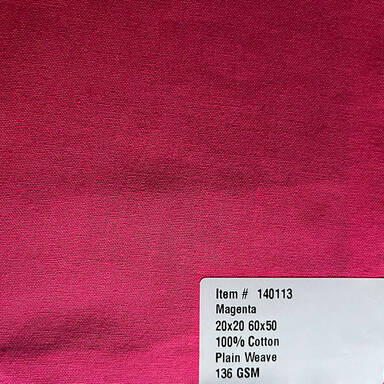 Item # 140113
Magenta
20x20 60x50
100% Cotton
Plain Weave
136 GSM